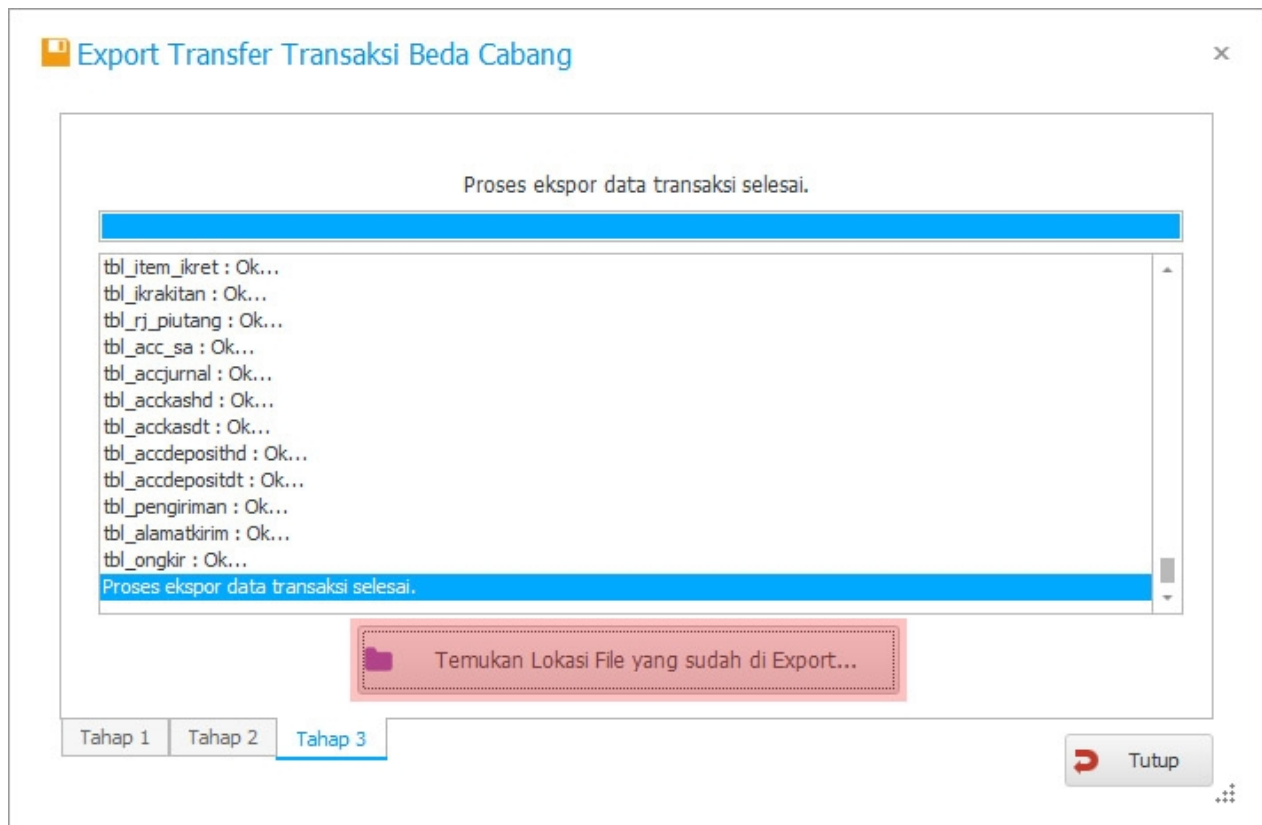 Export Transfer Transaksi Beda Cabang
Proses ekspor data transaksi selesai.
tbl_item_ikret : Ok...
tbl_ikrakitan : Ok...
tbl_rj_piutang : Ok...
tbl_acc_sa : Ok...
tbl_accjurnal : Ok...
tbl_acckashd : Ok...
tbl_acckasdt : Ok...
tbl_accdeposithd : Ok...
tbl_accdepositdt : Ok...
tbl_pengiriman : Ok...
tbl_alamatkirim : Ok...
tbl_ongkir : Ok...
Proses ekspor data transaksi selesai.
Temukan Lokasi File yang sudah di Export...
Tahap 1 Tahap 2 Tahap 3
Tutup